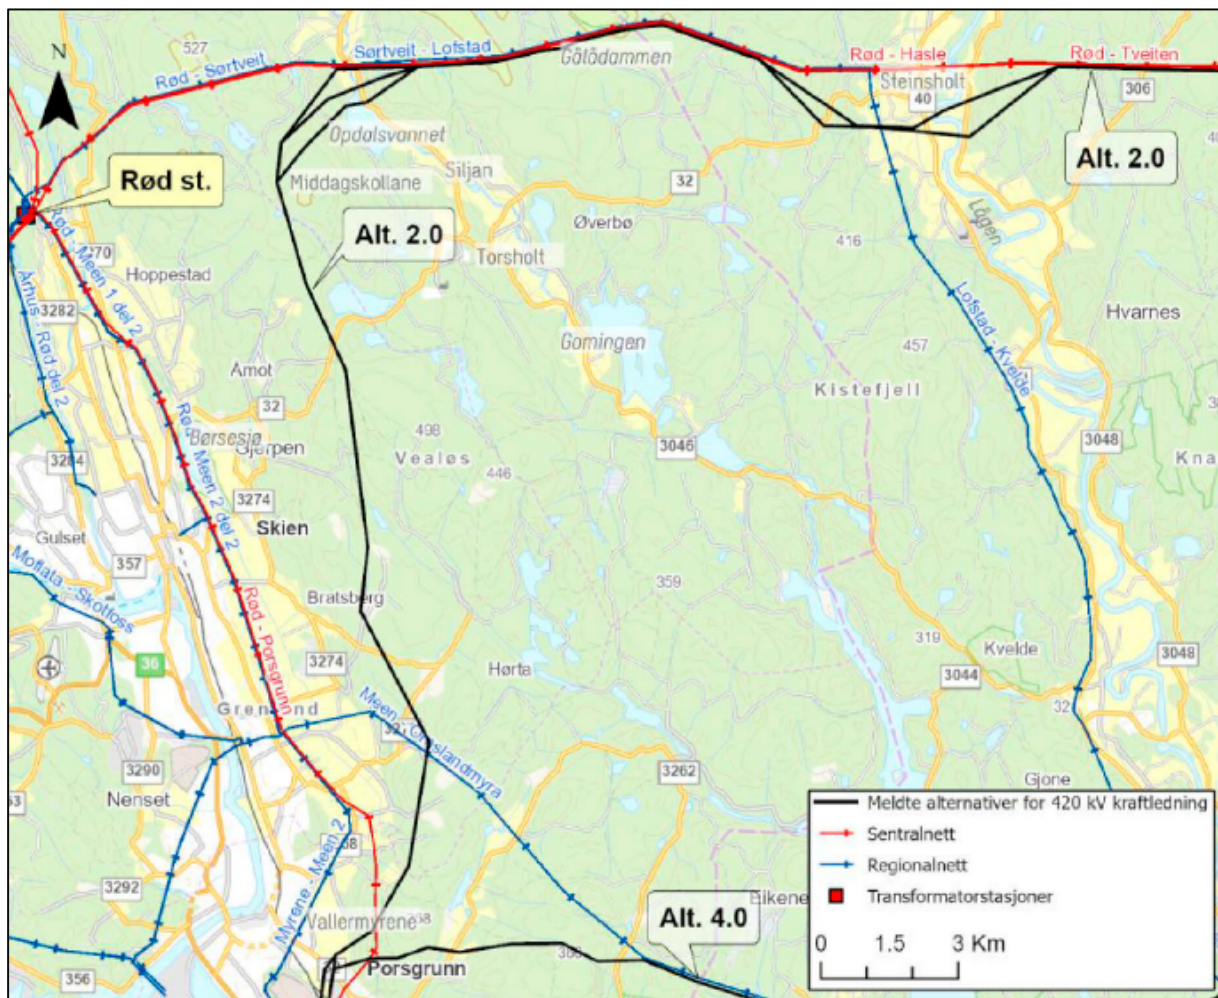 N
527
Rød - Sørtveit
Sørtveit - Lofstad
Götödammen
Rød - Hasle
Rød - Tveiten
Steinsholt
40
306
Alt. 2.0
Opdalsvannet
Rød st.
Siljan
Middagskollane
32
Øverbø
Lågen
Alt. 2.0
416
Torsholt
Rød - Meen 1 del 2
Hoppestad
3282
Århus - Rød del 2
Lofstad - Kvelde
Hvarnes
Gomingen
457
Åmot
Kistefjell
32
Rød - Meen 2 del 2
Børsesjø
Gjerpen
498
Vealøs
3046
3048
Kna
446
3274
Skien
Gulset
357
Moflata - Skotfoss
359
Bratsberg
Rød - Porsgrunn
319
Kvelde
3274
Hørta
3048
36
3044
Grenland
32
3290
3262
Gjone
Nenset
Myrene - Meen 2
3292
Vallermyrene
Eikene
Alt. 4.0
Porsgrunn
356
Meldte alternativer for 420 kV kraftledning
Sentralnett
Regionalnett
Transformatorstasjoner
0 1.5 3 Km